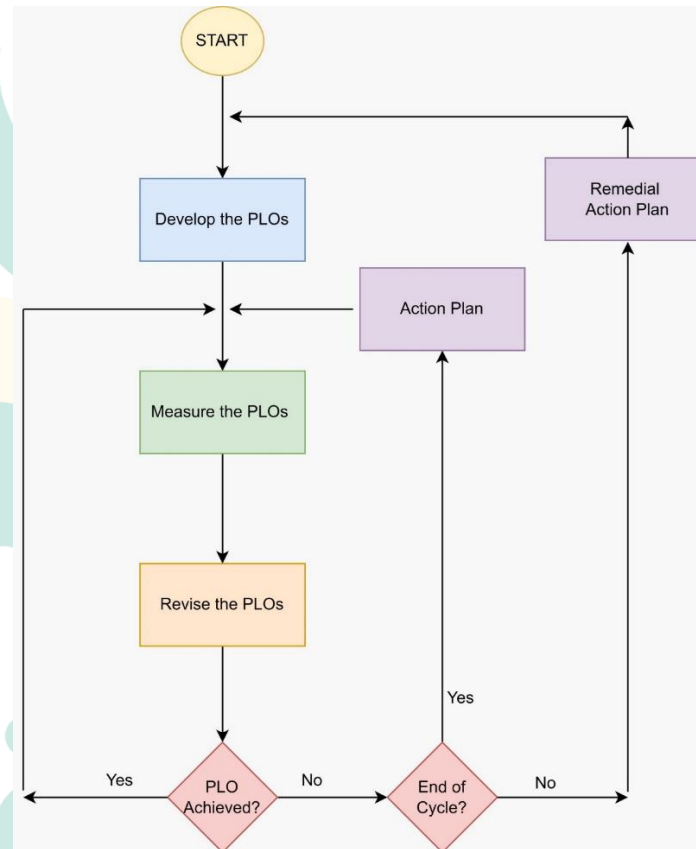 START
Develop the PLOs
Remedial
Action Plan
Action Plan
Measure the PLOs
Revise the PLOs
Yes
Yes
PLO
Achieved?
No
End of
Cycle?
No